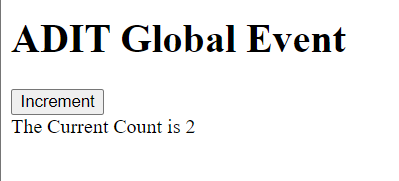 ADIT Global Event
Increment
The Current Count is 2